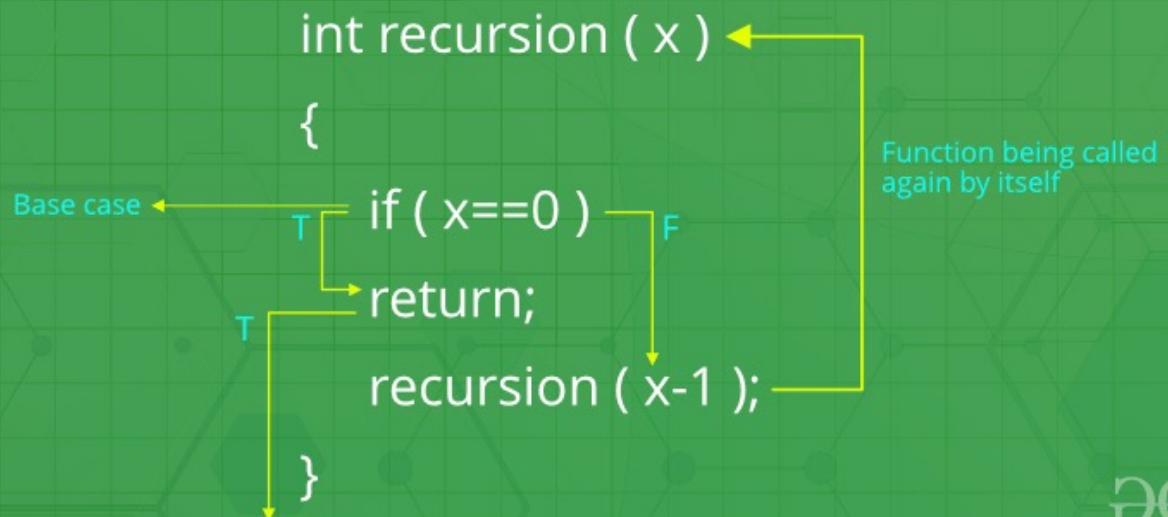 int recursion ( x )
{
Function being called
again by itself
Base case
if ( x==0 )
T
F
return;
T
recursion ( x-1 );
}